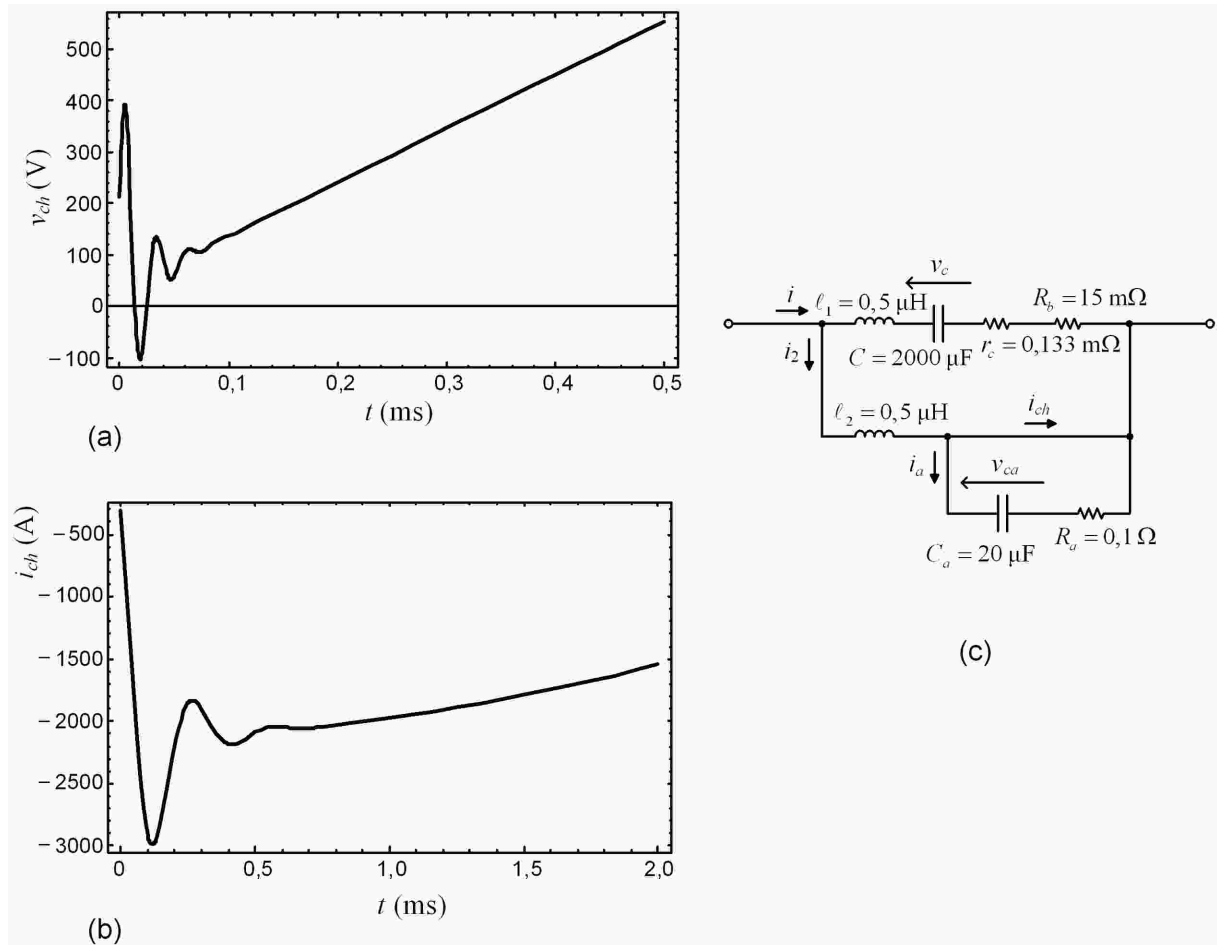 500
400
300
200
100
0
−100
v_ch (V)
0 0,1 0,2 0,3 0,4 0,5
t (ms)
(a)
−500
−1000
−1500
−2000
−2500
−3000
i_ch (A)
0 0,5 1,0 1,5 2,0
t (ms)
(b)
v_c
i
ℓ_1 = 0,5 μH
R_b = 15 mΩ
i_2
C = 2000 μF
r_c = 0,133 mΩ
ℓ_2 = 0,5 μH
i_ch
i_a
v_ca
C_a = 20 μF
R_a = 0,1 Ω
(c)